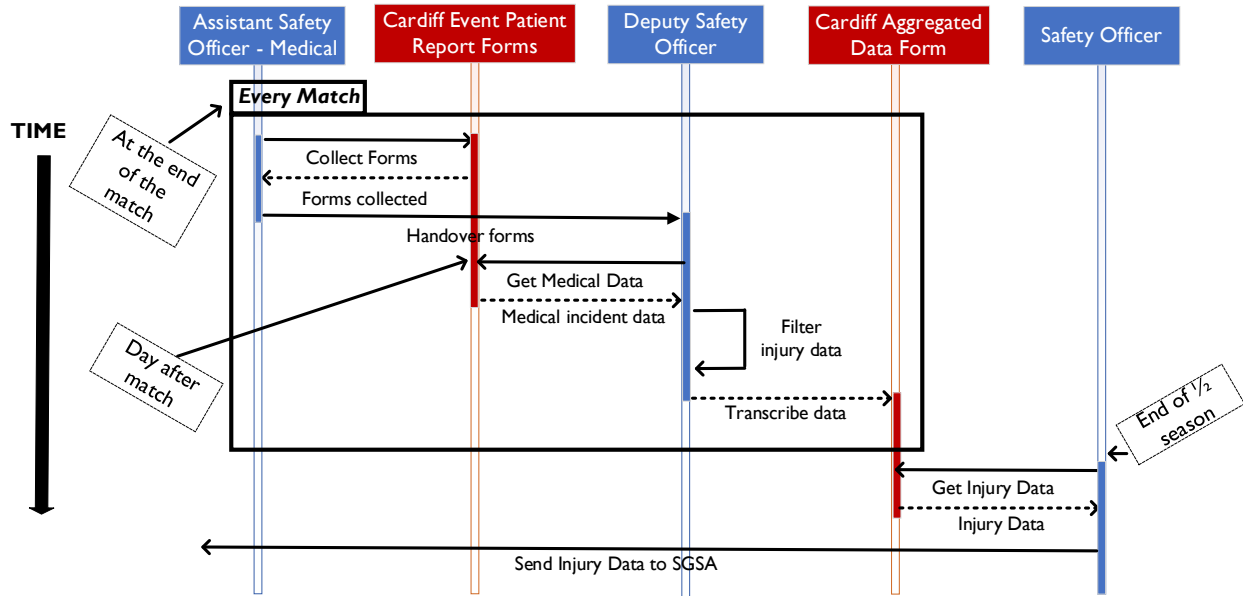 Assistant Safety
Officer - Medical
Cardiff Event Patient
Report Forms
Deputy Safety
Officer
Cardiff Aggregated
Data Form
Safety Officer
Every Match
TIME
At the end
of the
match
Collect Forms
Forms collected
Handover forms
Get Medical Data
Medical incident data
Filter
injury data
Day after
match
Transcribe data
End of ½
season
Get Injury Data
Injury Data
Send Injury Data to SGSA